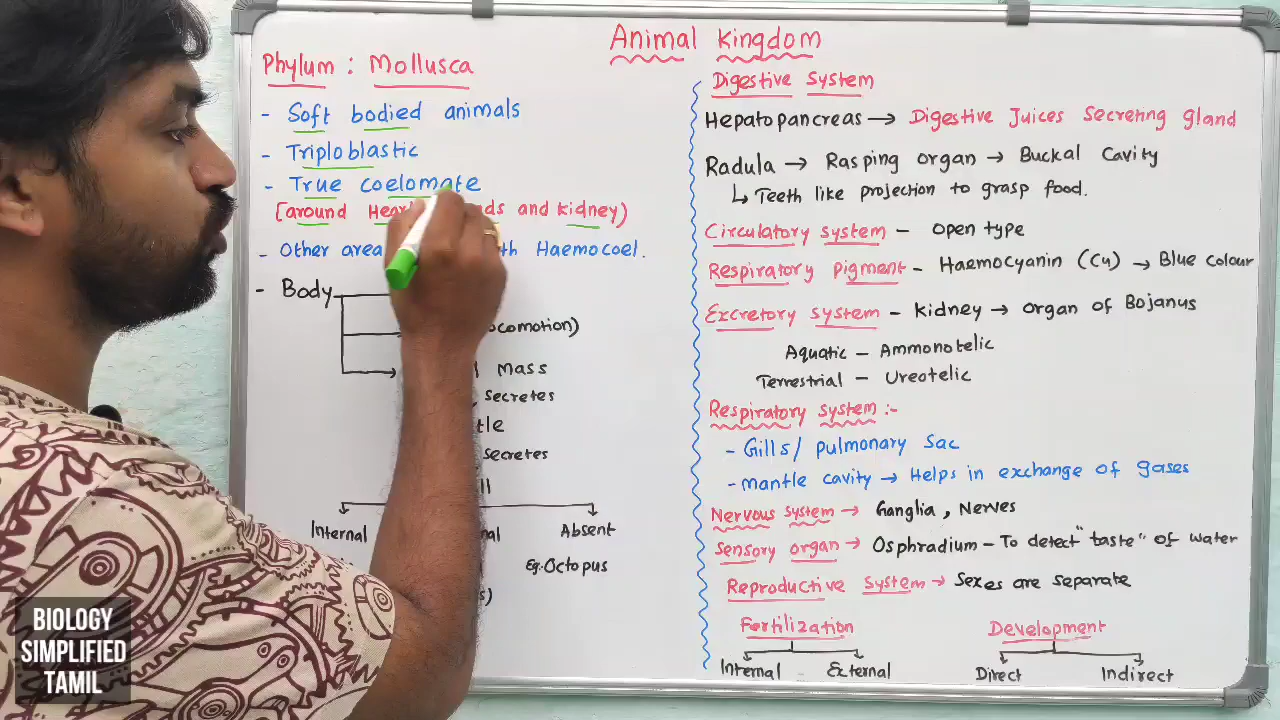 Animal Kingdom
Phylum : Mollusca
- Soft bodied animals
- Triploblastic
- True coelomate
(around Hear ds and kidney)
- Other area th Haemocoel.
- Body
ocomotion)
l Mass
secretes
tle
secretes
ll
Internal nal Absent
Eg: Octopus
s)
Digestive System
Hepatopancreas → Digestive Juices Secreting gland
Radula → Rasping organ → Buckal Cavity
↳ Teeth like projection to grasp food.
Circulatory system - open type
Respiratory pigment - Haemocyanin (Cu) → Blue colour
Excretory system - kidney → organ of Bojanus
Aquatic - Ammonotelic
Terrestrial - Ureotelic
Respiratory system :-
- Gills / pulmonary Sac
- mantle cavity → Helps in exchange of gases
Nervous system → Ganglia, Nerves
Sensory organ → Osphradium - To detect "taste" of water
Reproductive System → Sexes are separate
Fertilization Development
Internal External Direct Indirect
BIOLOGY
SIMPLIFIED
TAMIL